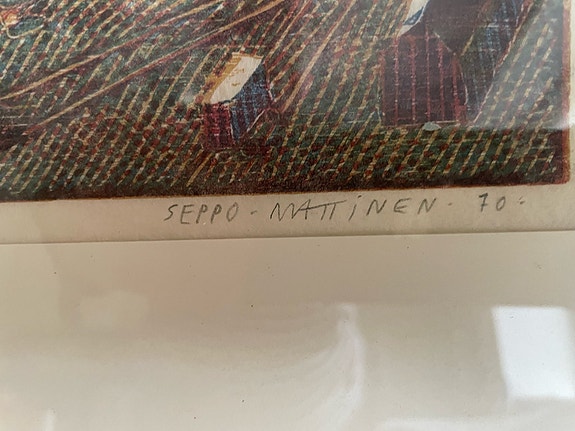 SEPPO - MATTiNEN - 70 -